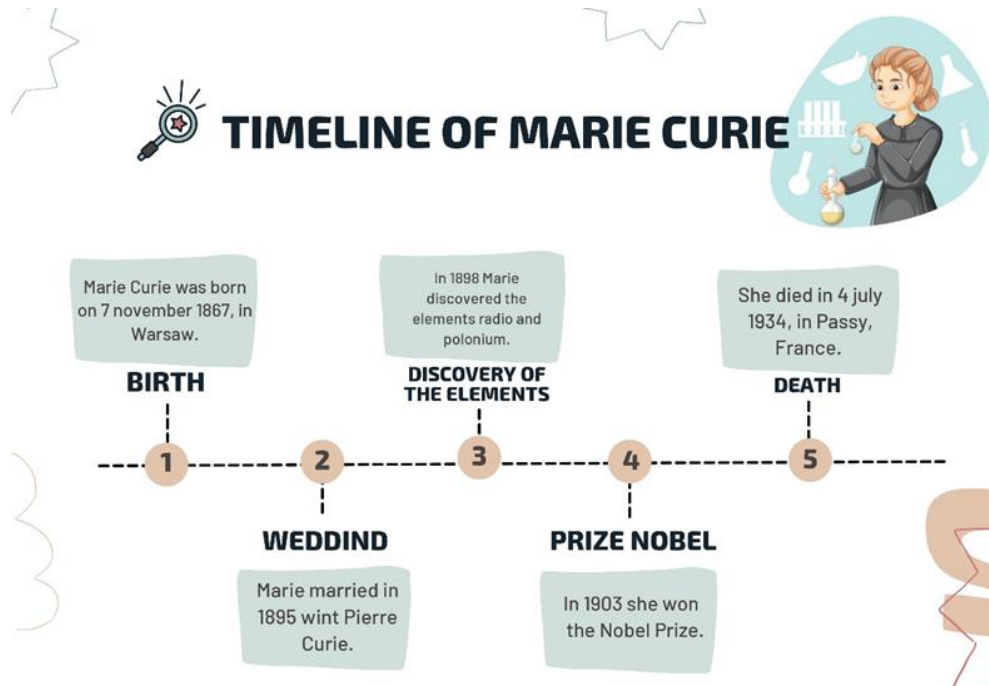 TIMELINE OF MARIE CURIE
Marie Curie was born
on 7 november 1867, in
Warsaw.
BIRTH
1
2
WEDDIND
Marie married in
1895 wint Pierre
Curie.
In 1898 Marie
discovered the
elements radio and
polonium.
DISCOVERY OF
THE ELEMENTS
3
4
PRIZE NOBEL
In 1903 she won
the Nobel Prize.
She died in 4 july
1934, in Passy,
France.
DEATH
5